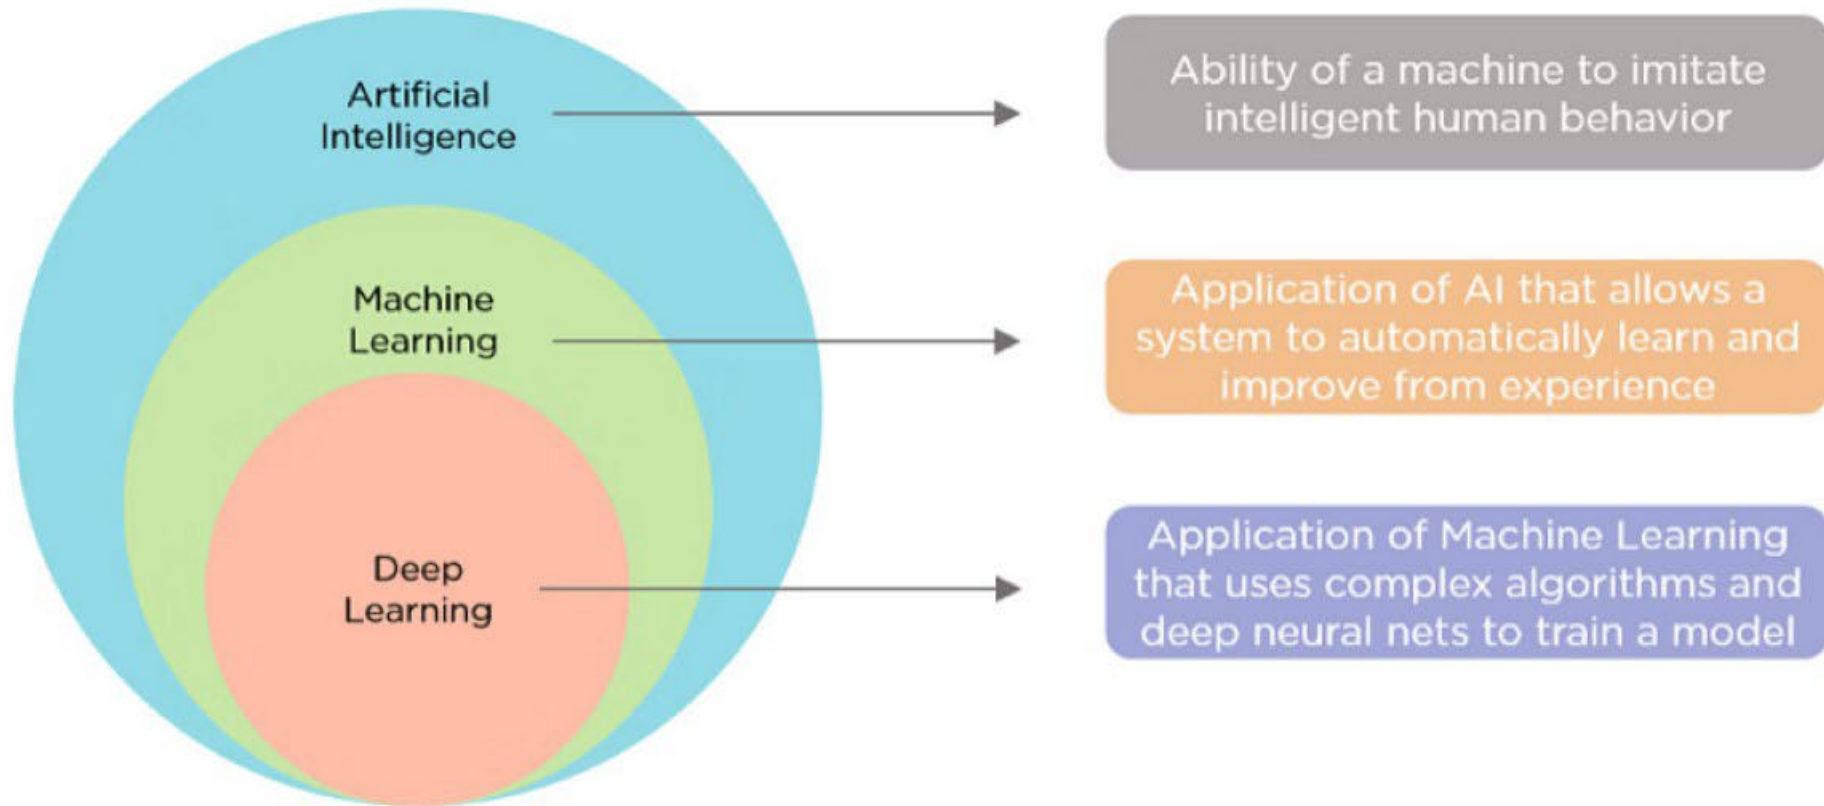 Artificial
Intelligence
Ability of a machine to imitate
intelligent human behavior
Machine
Learning
Application of AI that allows a
system to automatically learn and
improve from experience
Deep
Learning
Application of Machine Learning
that uses complex algorithms and
deep neural nets to train a model